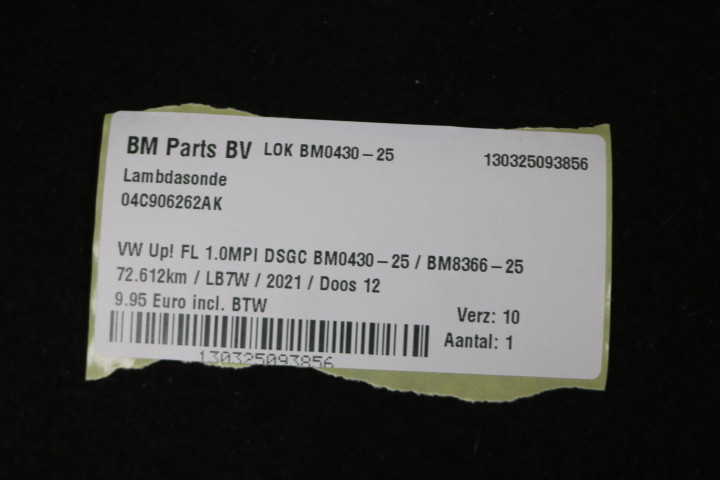 BM Parts BV LOK BM0430-25 130325093856
Lambdasonde
04C906262AK
VW Up! FL 1.0MPI DSGC BM0430-25 / BM8366-25
72.612km / LB7W / 2021 / Doos 12
9.95 Euro incl. BTW
Verz: 10
Aantal: 1
130325093856